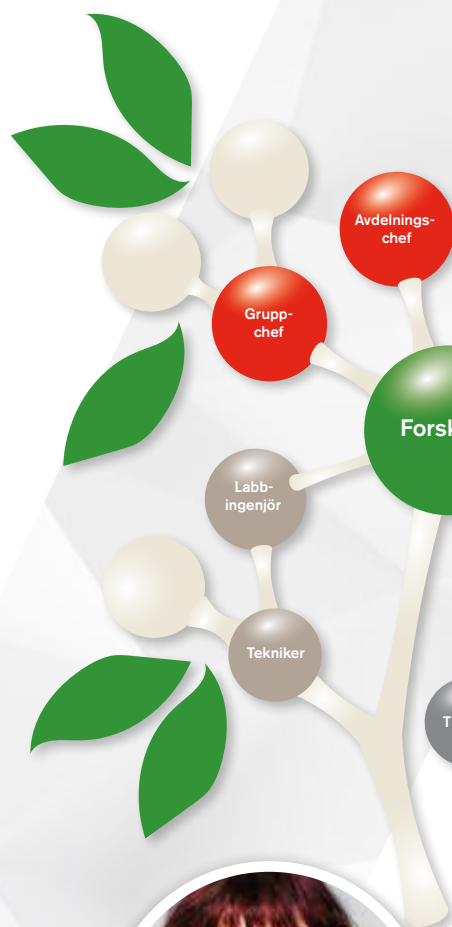 Avdelnings-
chef
Grupp-
chef
Forsk
Labb-
ingenjör
Tekniker
T